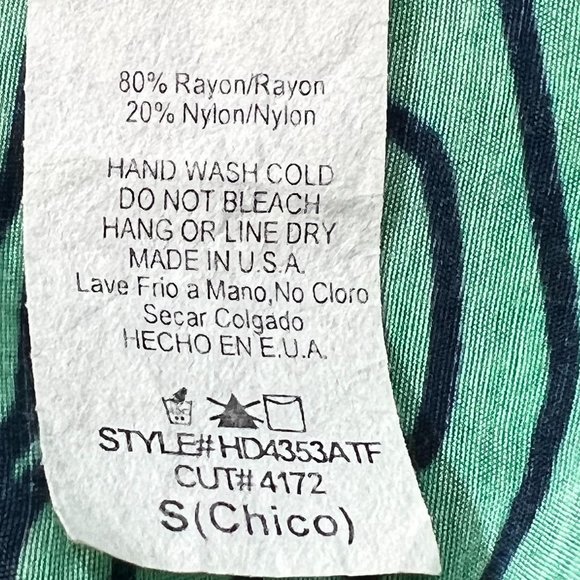 80% Rayon/Rayon
20% Nylon/Nylon
HAND WASH COLD
DO NOT BLEACH
HANG OR LINE DRY
MADE IN U.S.A.
Lave Frio a Mano,No Cloro
Secar Colgado
HECHO EN E.U.A.
STYLE# HD4353ATF
CUT# 4172
S(Chico)